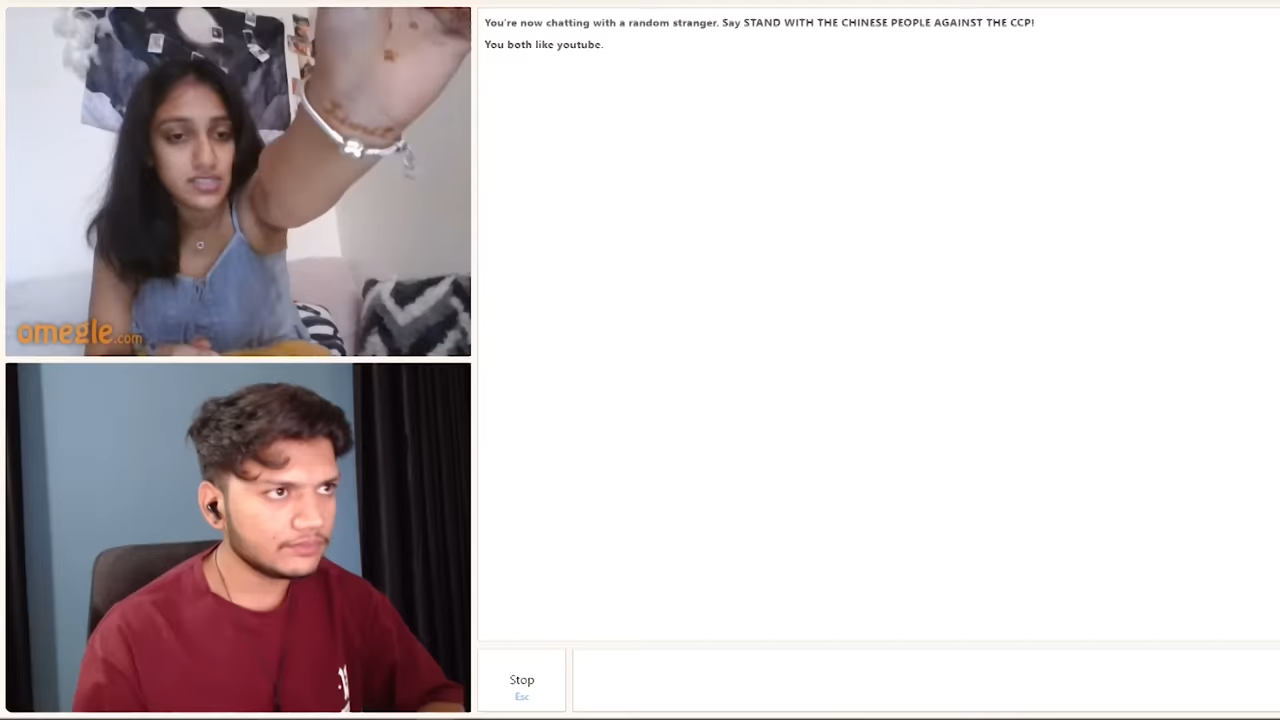 You're now chatting with a random stranger. Say STAND WITH THE CHINESE PEOPLE AGAINST THE CCP!
You both like youtube.
omegle.com
Stop
Esc